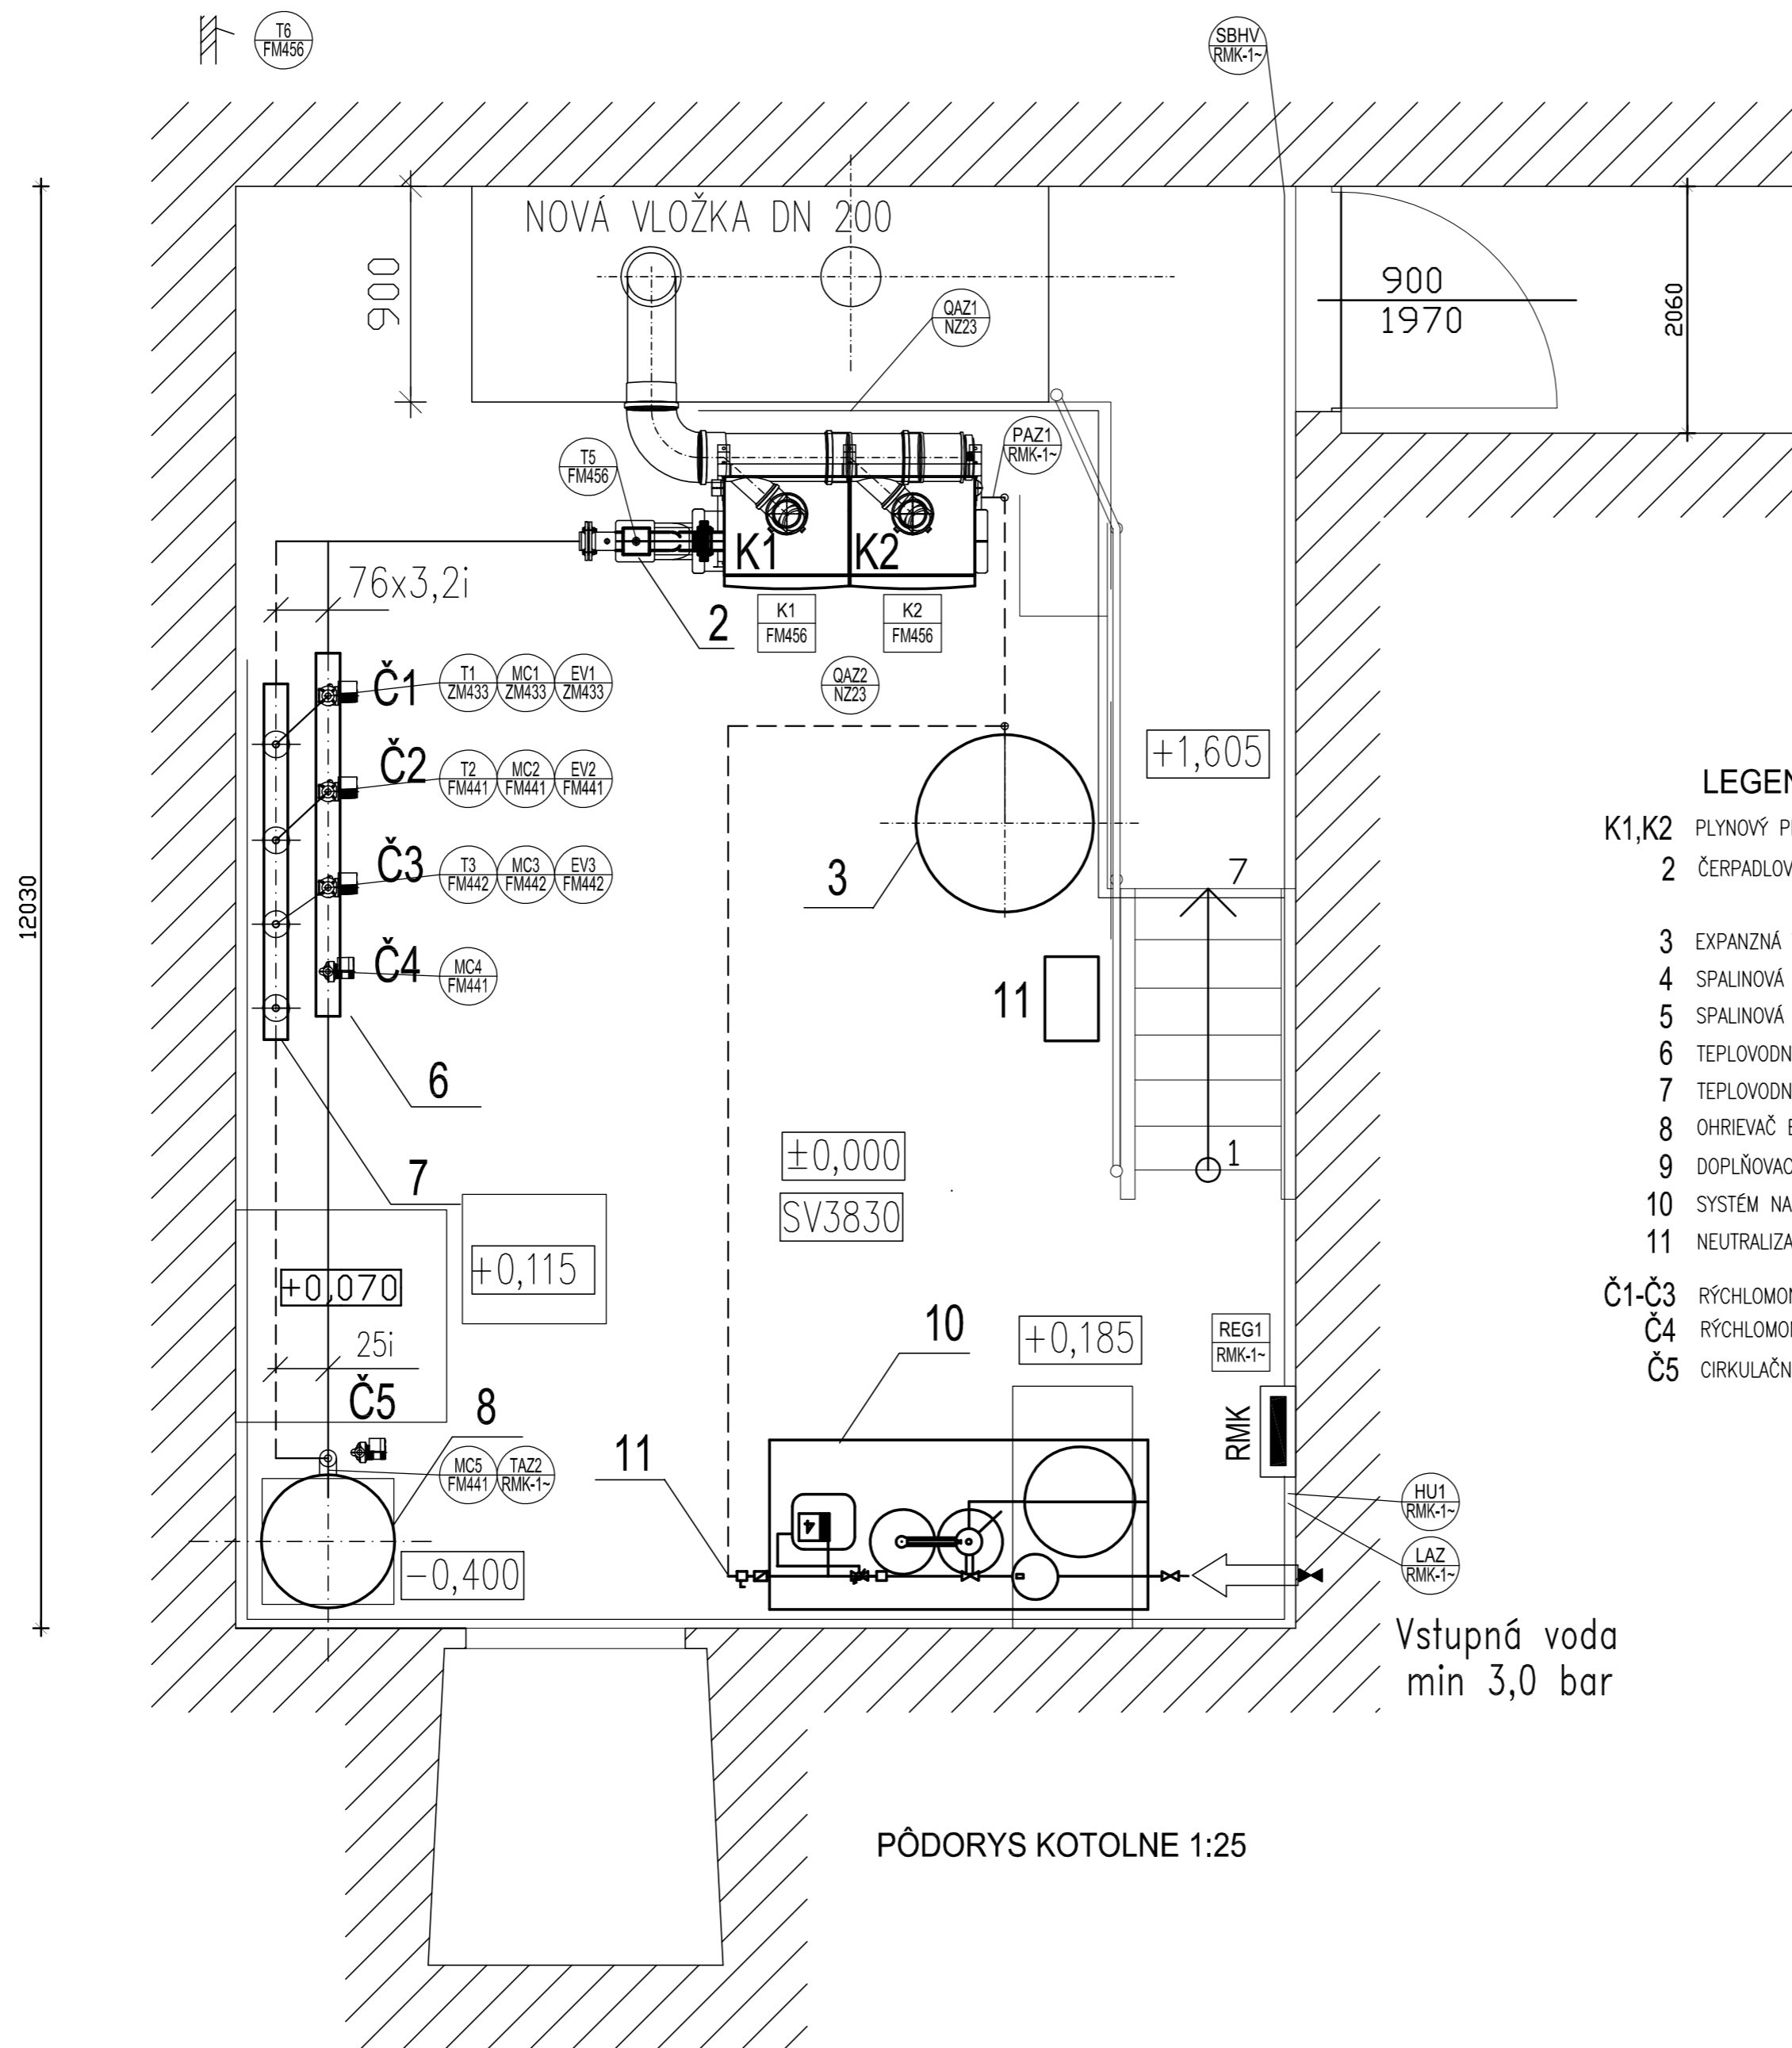 T6
FM456
SBHV
RMK-1~
NOVÁ VLOŽKA DN 200
900
900
1970
2060
QAZ1
NZ23
PAZ1
RMK-1~
T5
FM456
K1
K2
76x3,2i
2
K1
FM456
K2
FM456
QAZ2
NZ23
Č1
T1
ZM433
MC1
ZM433
EV1
ZM433
Č2
T2
FM441
MC2
FM441
EV2
FM441
Č3
T3
FM442
MC3
FM442
EV3
FM442
Č4
MC4
FM441
+1,605
3
7
12030
11
6
7
1
±0,000
SV3830
+0,115
+0,070
25i
Č5
8
MC5
FM441
TAZ2
RMK-1~
-0,400
10
+0,185
REG1
RMK-1~
RMK
11
4
HU1
RMK-1~
LAZ
RMK-1~
Vstupná voda
min 3,0 bar
PÔDORYS KOTOLNE 1:25
LEGEN
K1,K2 PLYNOVÝ P
2 ČERPADLOV
3 EXPANZNÁ
4 SPALINOVÁ
5 SPALINOVÁ
6 TEPLOVODN
7 TEPLOVODN
8 OHRIEVAČ
9 DOPLŇOVAC
10 SYSTÉM NA
11 NEUTRALIZA
Č1-Č3 RÝCHLOMON
Č4 RÝCHLOMON
Č5 CIRKULAČN